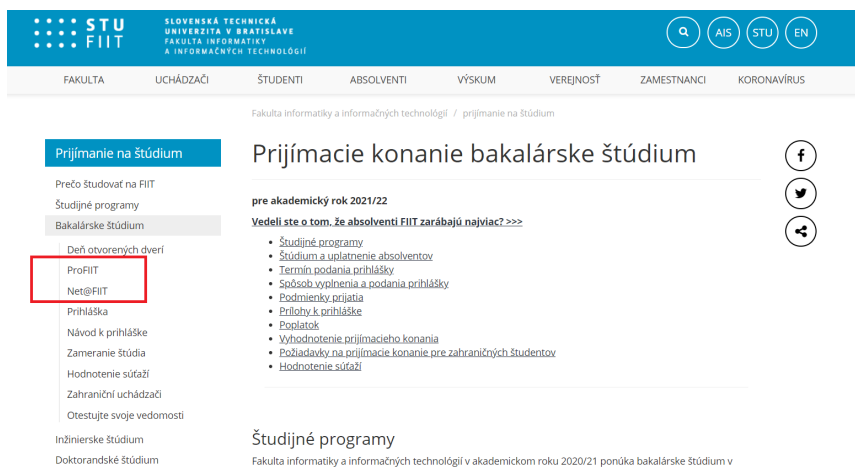 STU
FIIT
SLOVENSKÁ TECHNICKÁ
UNIVERZITA V BRATISLAVE
FAKULTA INFORMATIKY
A INFORMAČNÝCH TECHNOLÓGIÍ
AIS
STU
EN
FAKULTA
UCHÁDZAČI
ŠTUDENTI
ABSOLVENTI
VÝSKUM
VEREJNOSŤ
ZAMESTNANCI
KORONAVÍRUS
Fakulta informatiky a informačných technológií / prijímanie na štúdium
Prijímanie na štúdium
Prečo študovať na FIIT
Študijné programy
Bakalárske štúdium
Deň otvorených dverí
ProFIIT
Net@FIIT
Prihláška
Návod k prihláške
Zameranie štúdia
Hodnotenie súťaží
Zahraniční uchádzači
Otestujte svoje vedomosti
Inžinierske štúdium
Doktorandské štúdium
Prijímacie konanie bakalárske štúdium
pre akademický rok 2021/22
Vedeli ste o tom, že absolventi FIIT zarábajú najviac? >>>
Študijné programy
Štúdium a uplatnenie absolventov
Termín podania prihlášky
Spôsob vyplnenia a podania prihlášky
Podmienky prijatia
Prílohy k prihláške
Poplatok
Vyhodnotenie prijímacieho konania
Požiadavky na prijímacie konanie pre zahraničných študentov
Hodnotenie súťaží
Študijné programy
Fakulta informatiky a informačných technológií v akademickom roku 2020/21 ponúka bakalárske štúdium v